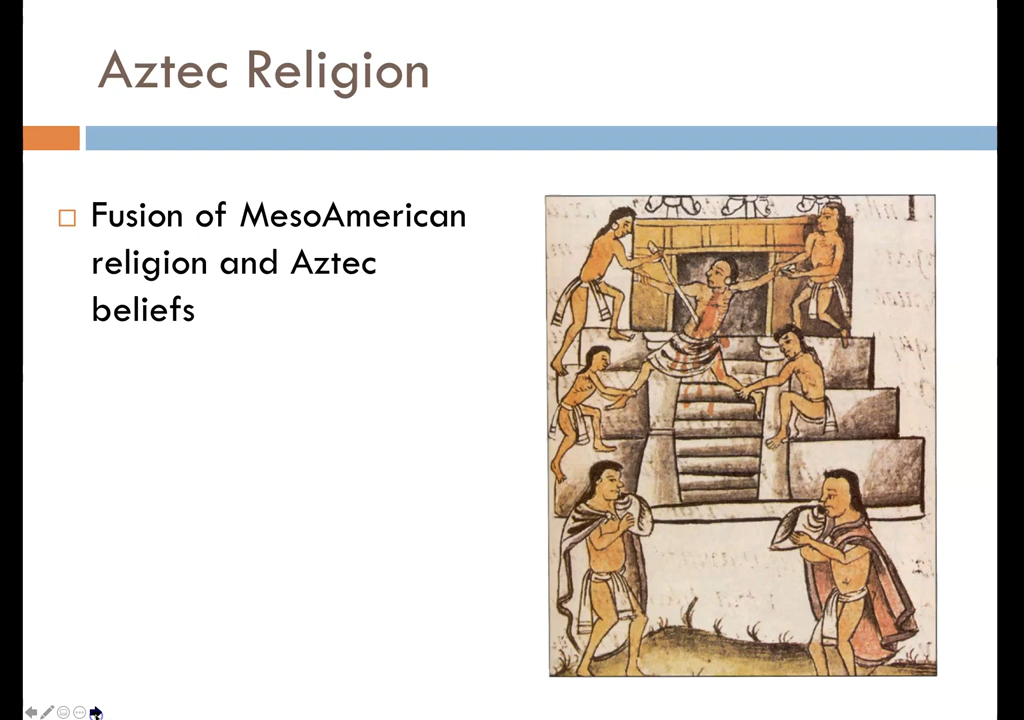 Aztec Religion
Fusion of MesoAmerican
religion and Aztec
beliefs